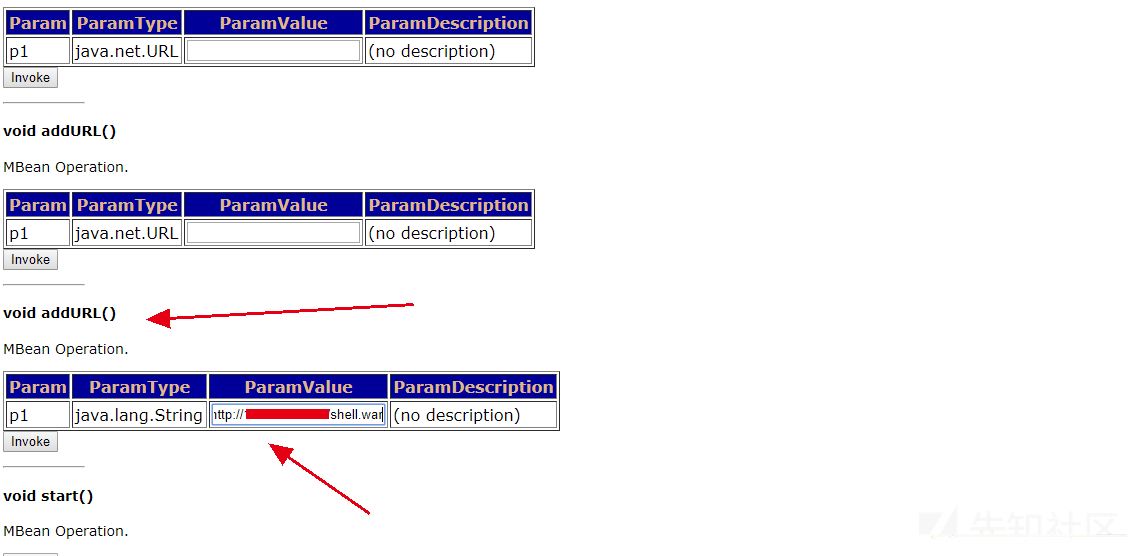 Param ParamType ParamValue ParamDescription
p1 java.net.URL (no description)
Invoke
void addURL()
MBean Operation.
Param ParamType ParamValue ParamDescription
p1 java.net.URL (no description)
Invoke
void addURL()
MBean Operation.
Param ParamType ParamValue ParamDescription
p1 java.lang.String http:// /shell.war (no description)
Invoke
void start()
MBean Operation.
先知社区